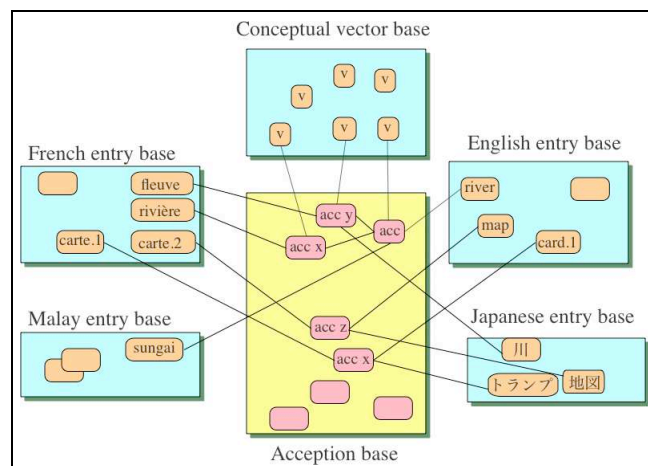 Conceptual vector base
v
v
v
v
v
v
French entry base
fleuve
rivière
carte.1
carte.2
English entry base
river
map
card.1
acc y
acc x
acc
acc z
acc x
Malay entry base
sungai
Japanese entry base
川
トランプ
地図
Acception base